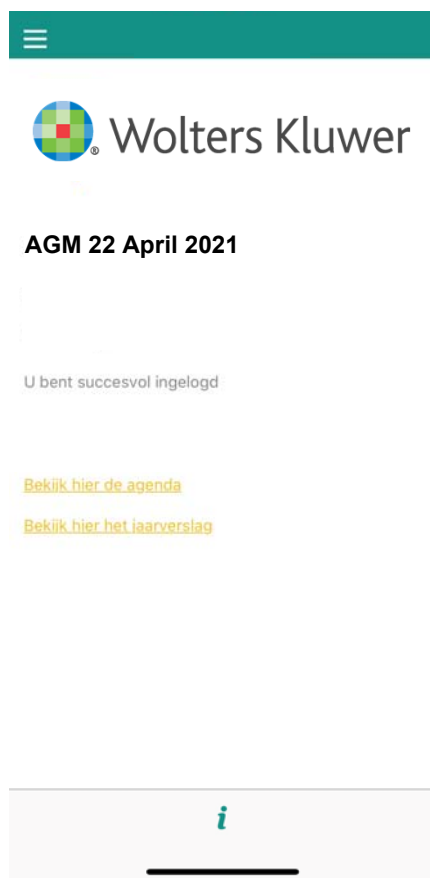 Wolters Kluwer
AGM 22 April 2021
U bent succesvol ingelogd
Bekijk hier de agenda
Bekijk hier het jaarverslag
i